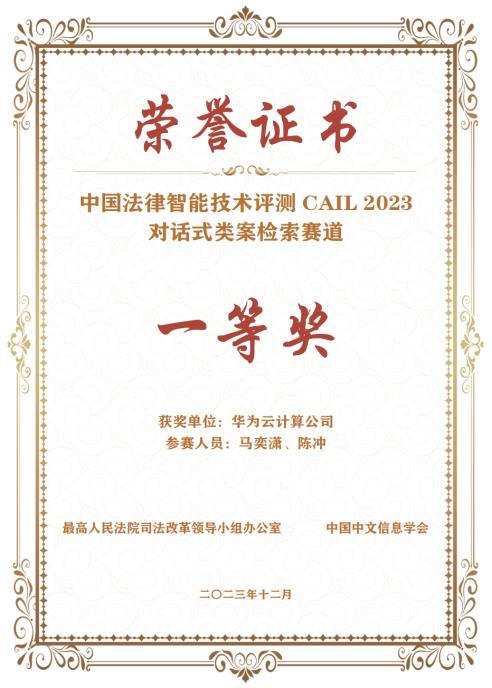 荣誉证书
中国法律智能技术评测 CAIL 2023
对话式类案检索赛道
一等奖
获奖单位：华为云计算公司
参赛人员：马奕潇、陈冲
最高人民法院司法改革领导小组办公室 中国中文信息学会
二〇二三年十二月